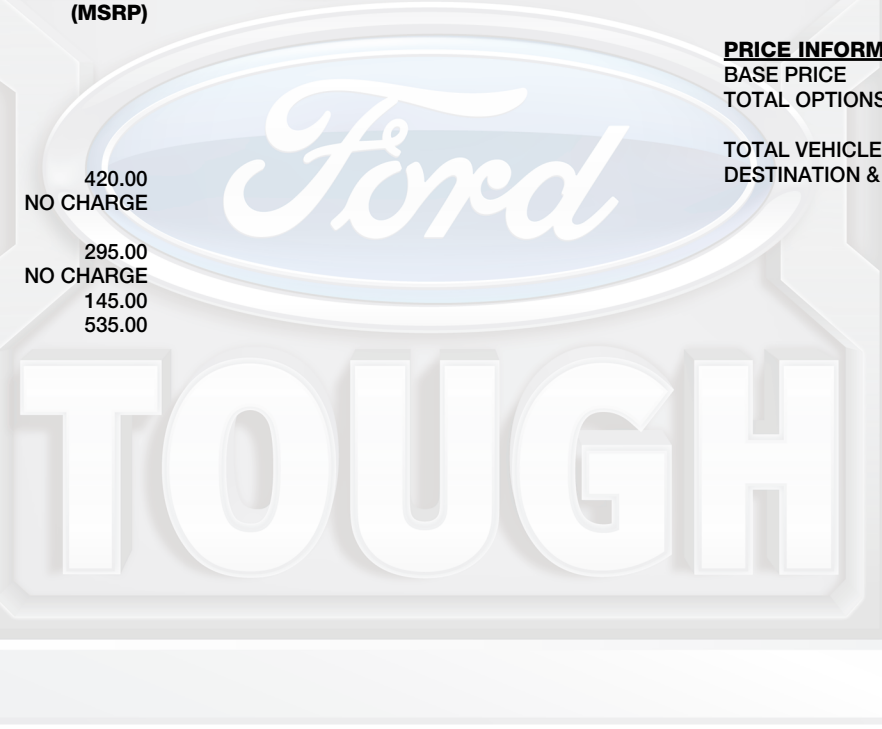 (MSRP)
420.00
NO CHARGE
295.00
NO CHARGE
145.00
535.00
PRICE INFORM
BASE PRICE
TOTAL OPTIONS
TOTAL VEHICLE
DESTINATION &
Ford
TOUGH